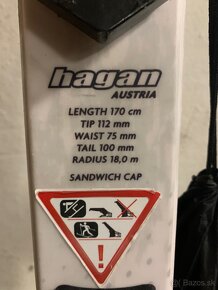 hagan
AUSTRIA
LENGTH 170 cm
TIP 112 mm
WAIST 75 mm
TAIL 100 mm
RADIUS 18,0 m
SANDWICH CAP
!
Bazos.sk